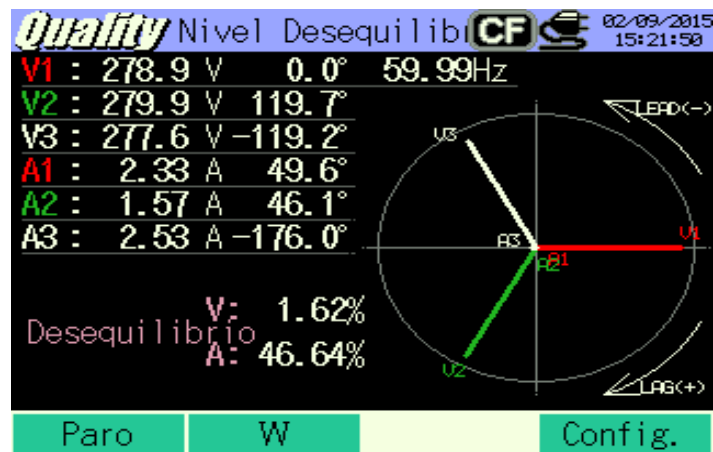 Quality Nivel Desequilibr CF 02/09/2015
15:21:50
V1 : 278.9 V 0.0° 59.99Hz
V2 : 279.9 V 119.7°
V3 : 277.6 V -119.2°
A1 : 2.33 A 49.6°
A2 : 1.57 A 46.1°
A3 : 2.53 A -176.0°
LEAD(-)
V3
V1
A3
A1
A2
V2
LAG(+)
Desequilibrio
V: 1.62%
A: 46.64%
Paro W Config.